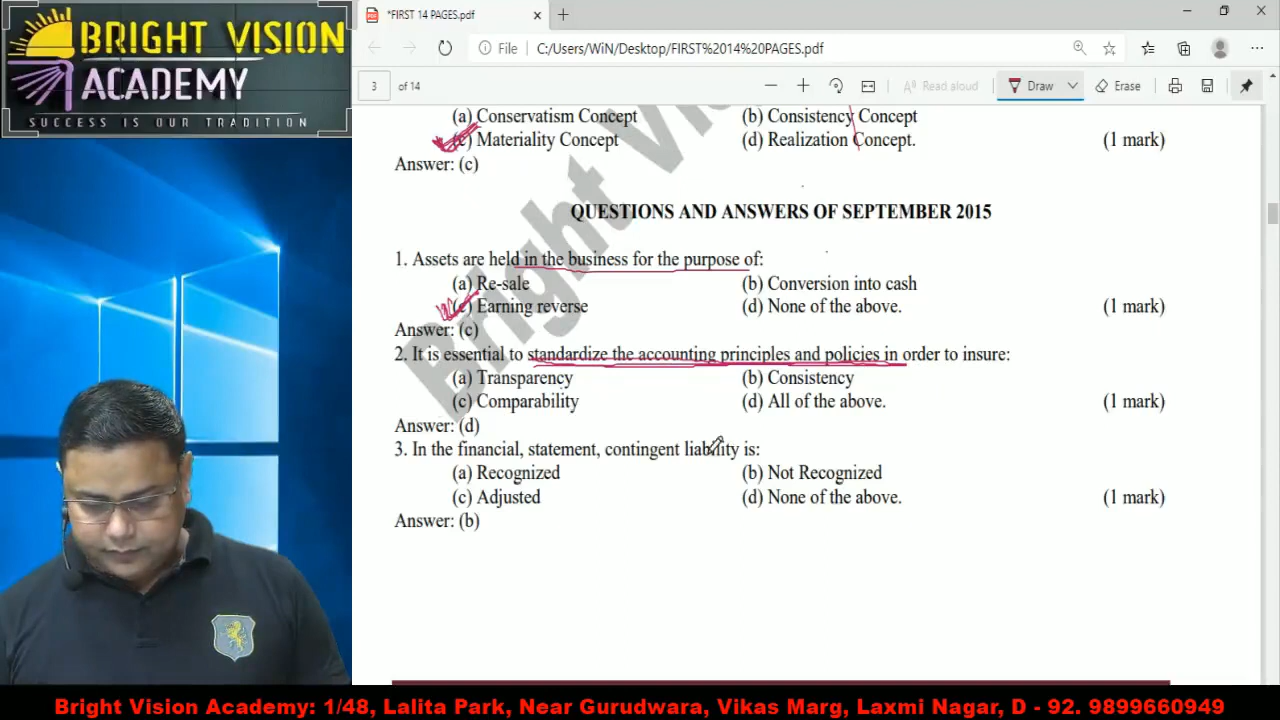 BRIGHT VISION
ACADEMY
SUCCESS IS OUR TRADITION
*FIRST 14 PAGES.pdf
File
C:/Users/WiN/Desktop/FIRST%2014%20PAGES.pdf
3 of 14
Read aloud
Draw
Erase
(a) Conservatism Concept (b) Consistency Concept
(c) Materiality Concept (d) Realization Concept. (1 mark)
Answer: (c)
QUESTIONS AND ANSWERS OF SEPTEMBER 2015
1. Assets are held in the business for the purpose of:
(a) Re-sale (b) Conversion into cash
(c) Earning reverse (d) None of the above. (1 mark)
Answer: (c)
2. It is essential to standardize the accounting principles and policies in order to insure:
(a) Transparency (b) Consistency
(c) Comparability (d) All of the above. (1 mark)
Answer: (d)
3. In the financial, statement, contingent liability is:
(a) Recognized (b) Not Recognized
(c) Adjusted (d) None of the above. (1 mark)
Answer: (b)
Bright Vis
Bright Vision Academy: 1/48, Lalita Park, Near Gurudwara, Vikas Marg, Laxmi Nagar, D - 92. 9899660949